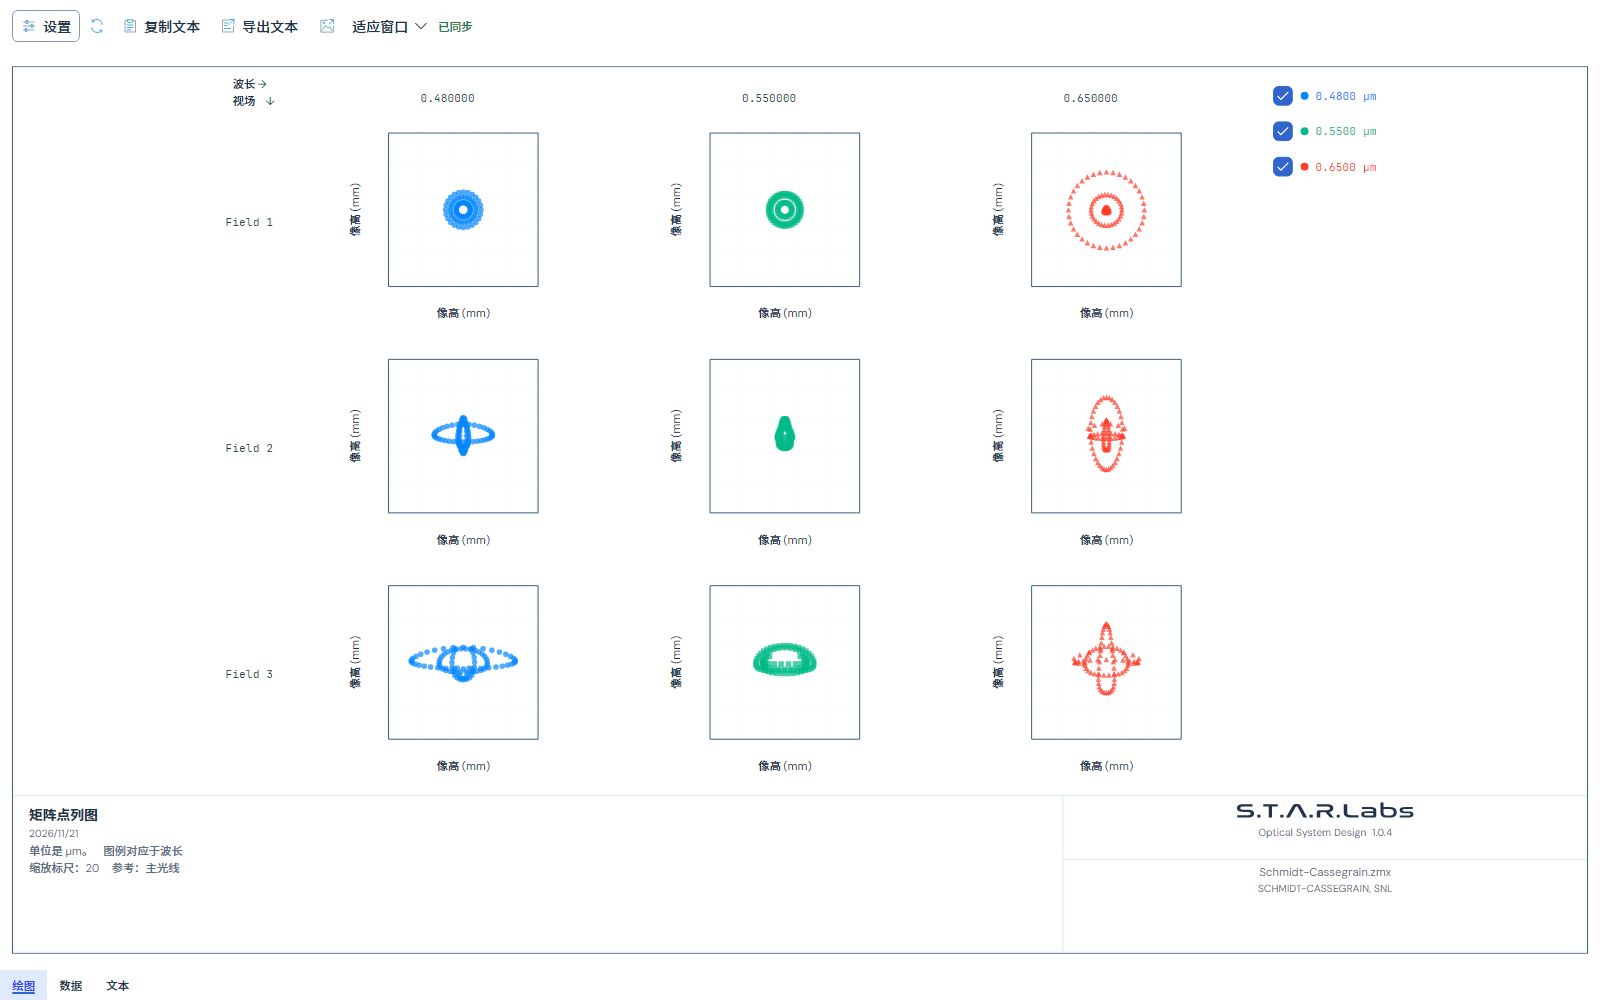 设置 复制文本 导出文本 适应窗口 已同步
波长→
视场 ↓
0.480000 0.550000 0.650000
0.4800 µm
0.5500 µm
0.6500 µm
Field 1
像高 (mm) 像高 (mm) 像高 (mm)
像高 (mm) 像高 (mm) 像高 (mm)
Field 2
像高 (mm) 像高 (mm) 像高 (mm)
像高 (mm) 像高 (mm) 像高 (mm)
Field 3
像高 (mm) 像高 (mm) 像高 (mm)
像高 (mm) 像高 (mm) 像高 (mm)
矩阵点列图
2026/11/21
单位是 µm。 图例对应于波长
缩放标尺：20 参考：主光线
S.T.A.R.Labs
Optical System Design 1.0.4
Schmidt-Cassegrain.zmx
SCHMIDT-CASSEGRAIN, SNL
绘图 数据 文本